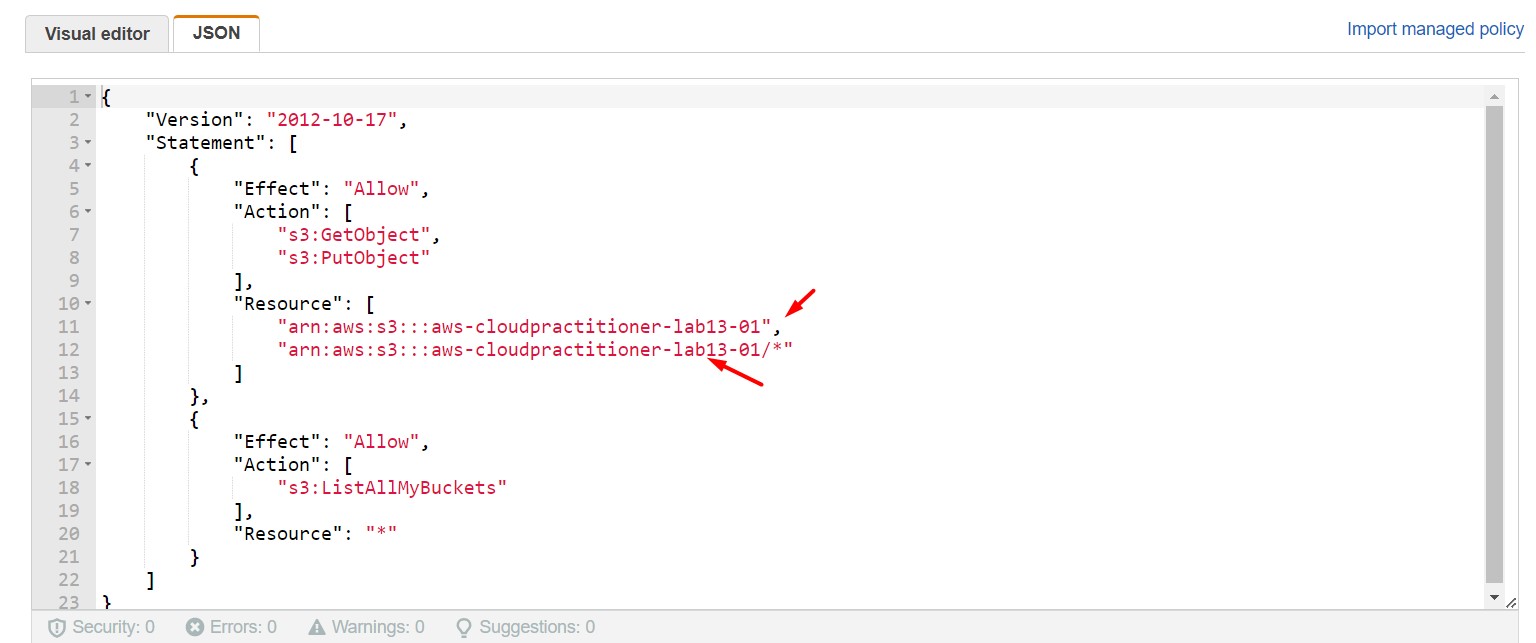 Visual editor
JSON
Import managed policy
1 {
2     "Version": "2012-10-17",
3     "Statement": [
4         {
5             "Effect": "Allow",
6             "Action": [
7                 "s3:GetObject",
8                 "s3:PutObject"
9             ],
10             "Resource": [
11                 "arn:aws:s3:::aws-cloudpractitioner-lab13-01",
12                 "arn:aws:s3:::aws-cloudpractitioner-lab13-01/*"
13             ]
14         },
15         {
16             "Effect": "Allow",
17             "Action": [
18                 "s3:ListAllMyBuckets"
19             ],
20             "Resource": "*"
21         }
22     ]
23 }
Security: 0 Errors: 0 Warnings: 0 Suggestions: 0